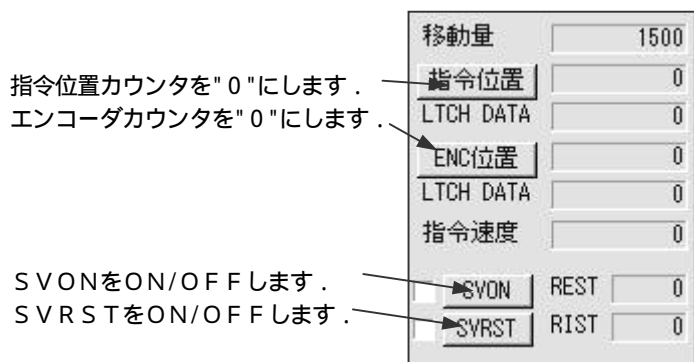 移動量 1500
指令位置カウンタを"０"にします．
指令位置 0
エンコーダカウンタを"０"にします．
LTCH DATA 0
ENC位置 0
LTCH DATA 0
指令速度 0
ＳＶＯＮをＯＮ/ＯＦＦします．
SVON REST 0
ＳＶＲＳＴをＯＮ/ＯＦＦします．
SVRST RIST 0